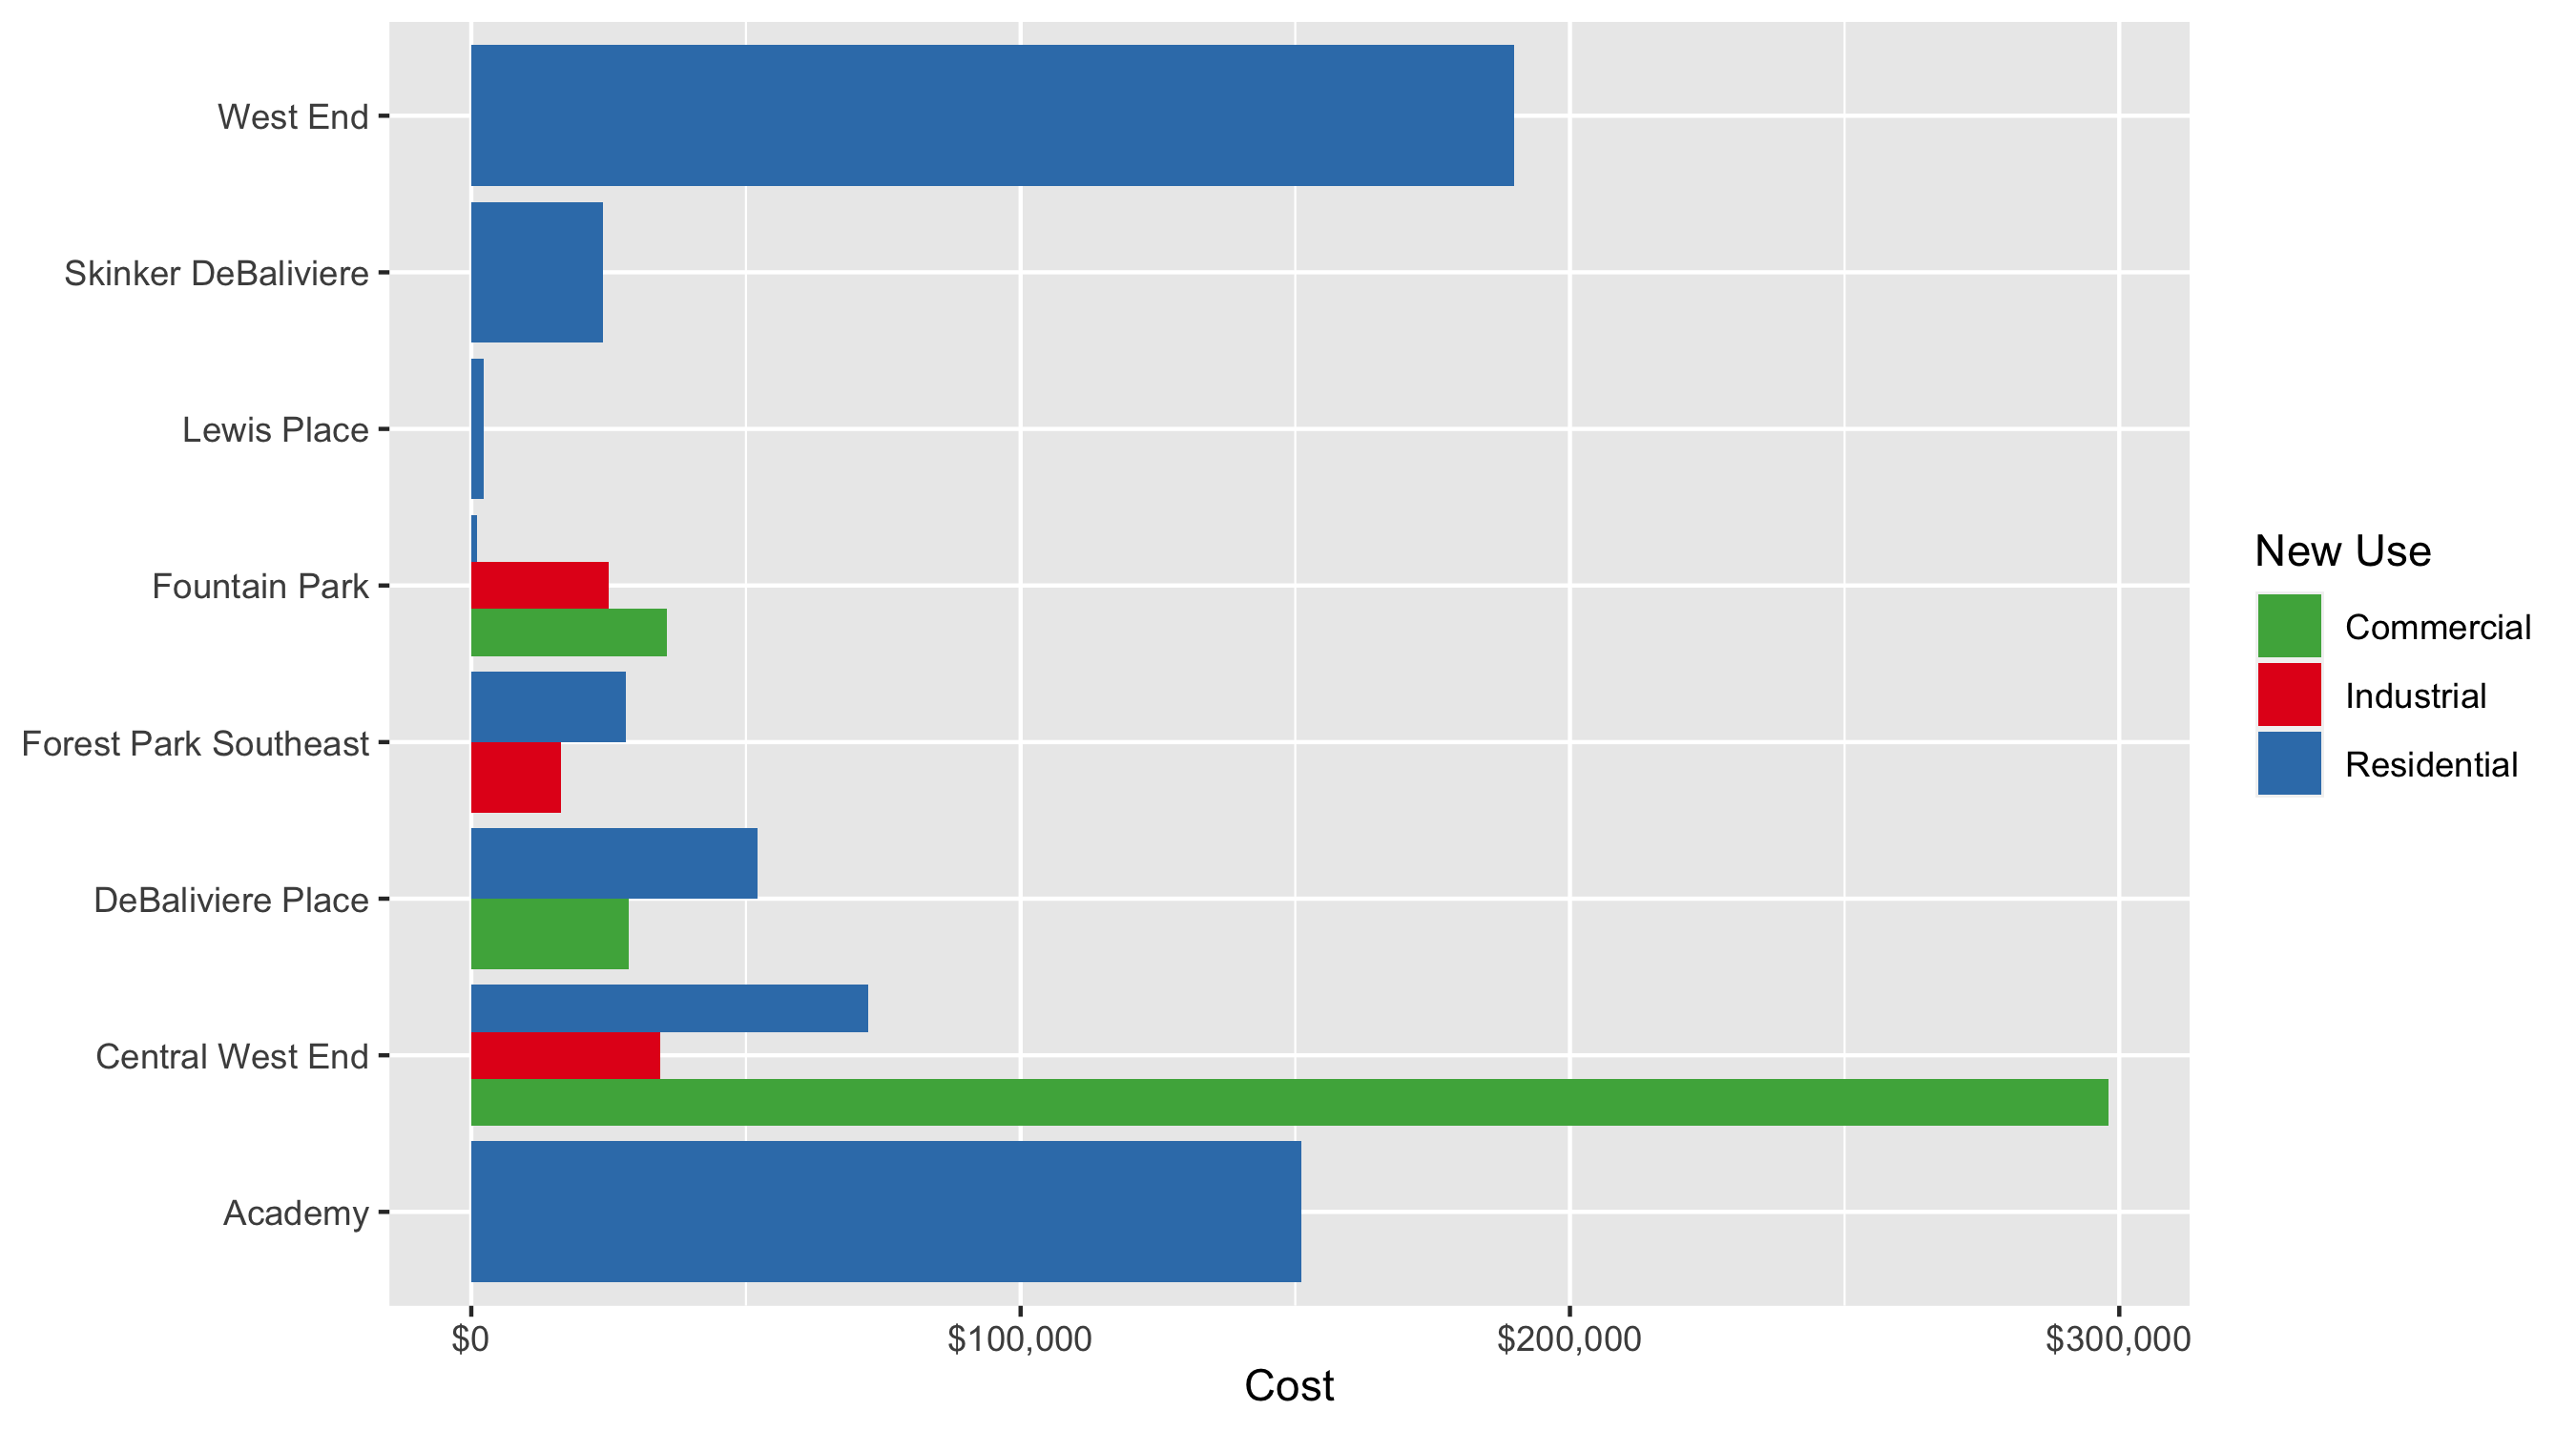 West End
Skinker DeBaliviere
Lewis Place
Fountain Park
Forest Park Southeast
DeBaliviere Place
Central West End
Academy
$0 $100,000 $200,000 $300,000
Cost
New Use
Commercial
Industrial
Residential